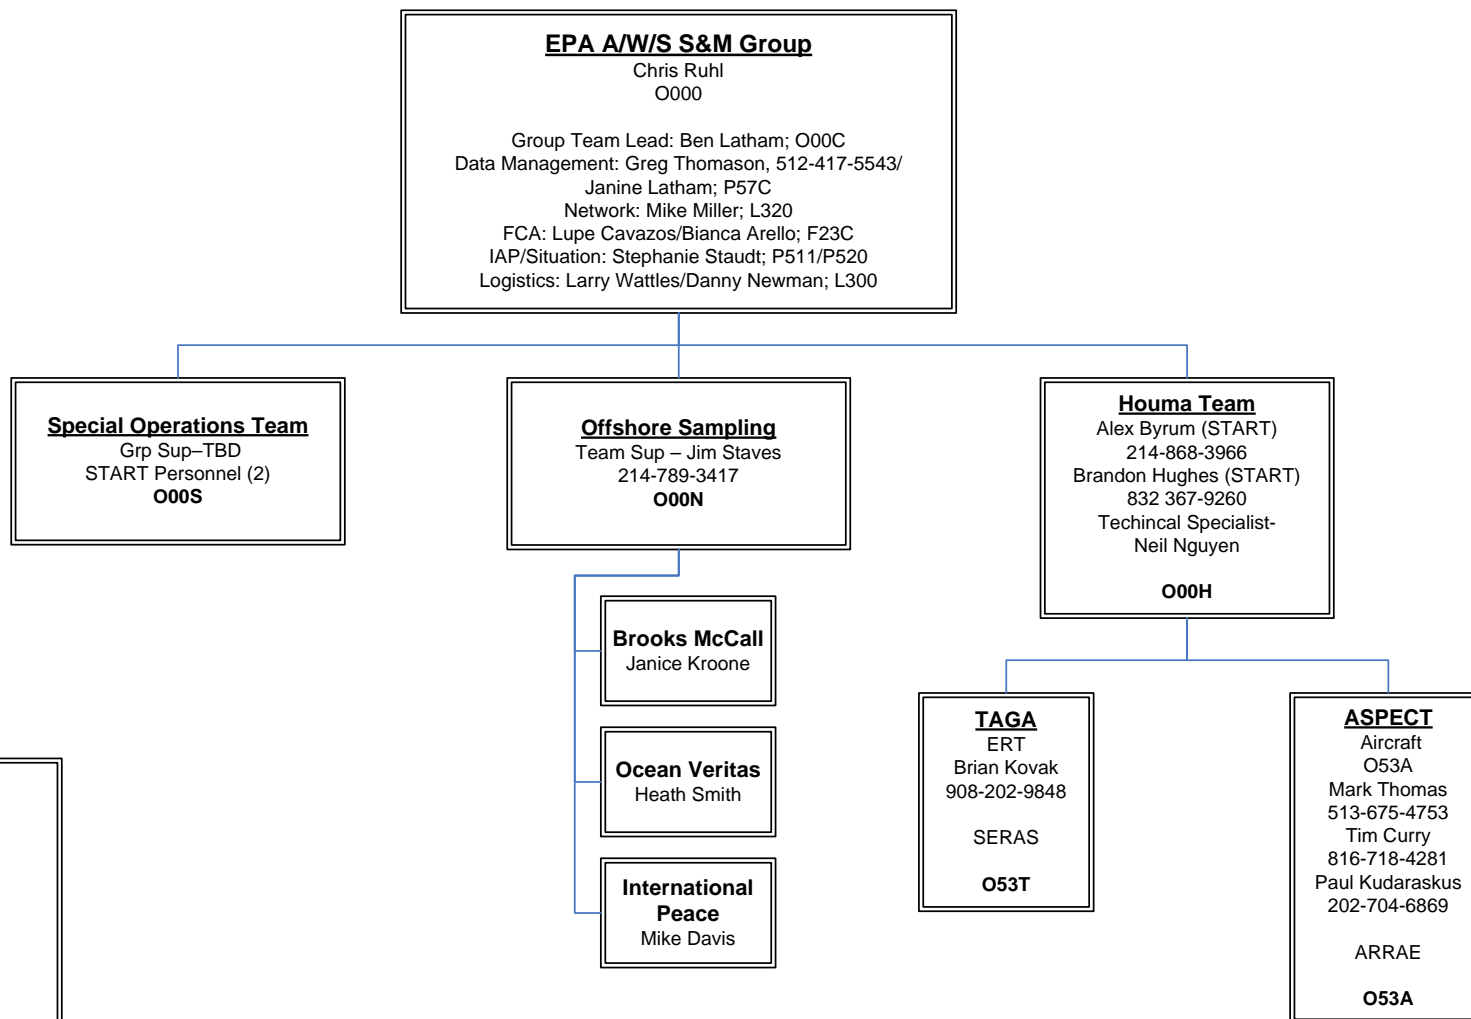 EPA A/W/S S&M Group
Chris Ruhl
O000
Group Team Lead: Ben Latham; O00C
Data Management: Greg Thomason, 512-417-5543/
Janine Latham; P57C
Network: Mike Miller; L320
FCA: Lupe Cavazos/Bianca Arello; F23C
IAP/Situation: Stephanie Staudt; P511/P520
Logistics: Larry Wattles/Danny Newman; L300
Special Operations Team
Grp Sup–TBD
START Personnel (2)
O00S
Offshore Sampling
Team Sup – Jim Staves
214-789-3417
O00N
Brooks McCall
Janice Kroone
Ocean Veritas
Heath Smith
International
Peace
Mike Davis
Houma Team
Alex Byrum (START)
214-868-3966
Brandon Hughes (START)
832 367-9260
Techincal Specialist-
Neil Nguyen
O00H
TAGA
ERT
Brian Kovak
908-202-9848
SERAS
O53T
ASPECT
Aircraft
O53A
Mark Thomas
513-675-4753
Tim Curry
816-718-4281
Paul Kudaraskus
202-704-6869
ARRAE
O53A